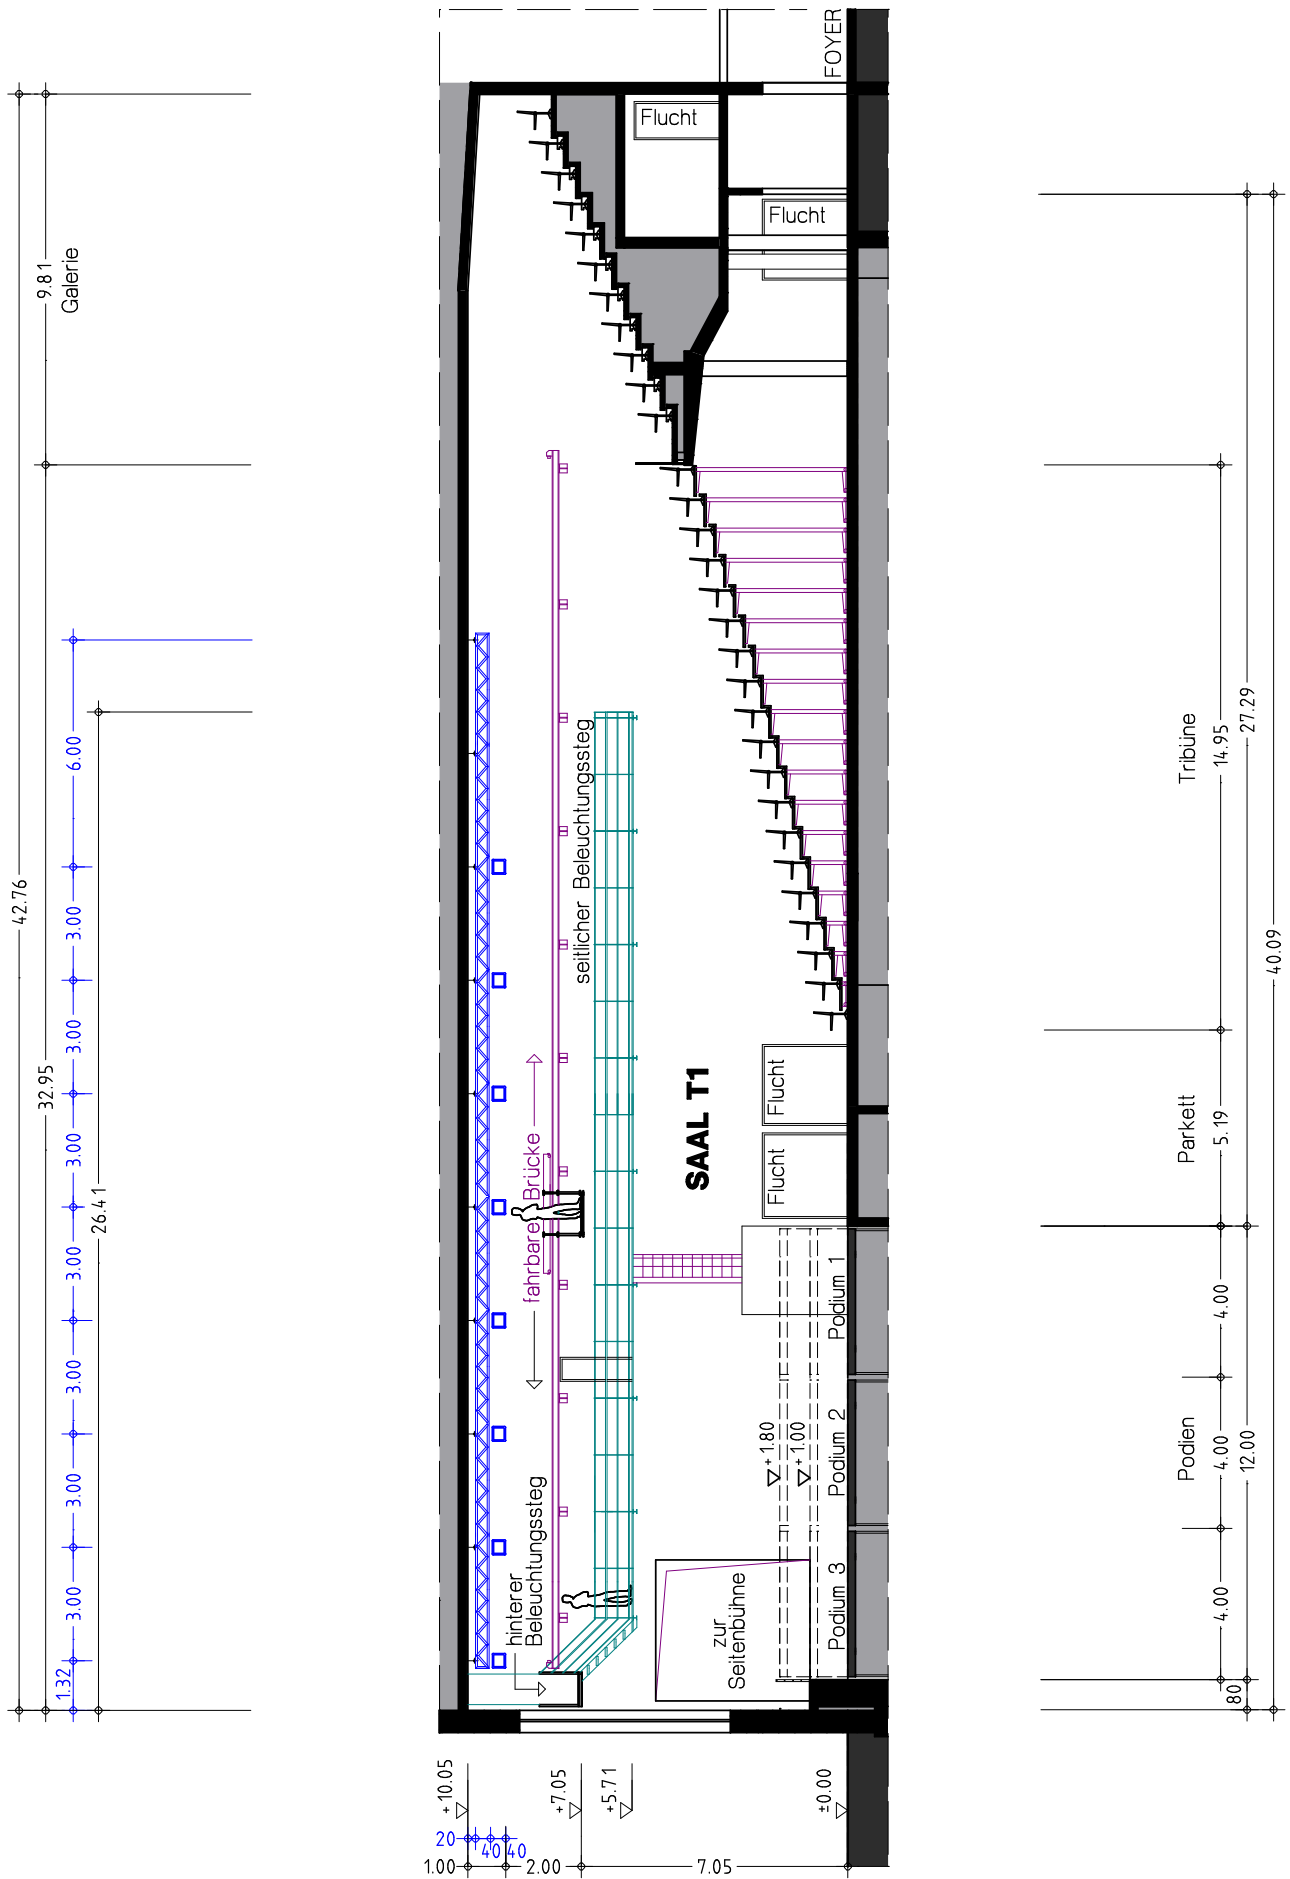 FOYER
Flucht
Flucht
9.81
Galerie
42.76
32.95
6.00
3.00
3.00
3.00
3.00
3.00
3.00
3.00
1.32
26.41
seitlicher Beleuchtungssteg
fahrbare Brücke
SAAL T1
Flucht
Flucht
hinterer
Beleuchtungssteg
zur
Seitenbühne
Podium 1
Podium 2
Podium 3
+1.80
+1.00
Tribüne
14.95
27.29
40.09
Parkett
5.19
Podien
4.00
4.00
4.00
12.00
80
+10.05
+7.05
+5.71
±0.00
20
40
40
1.00
2.00
7.05